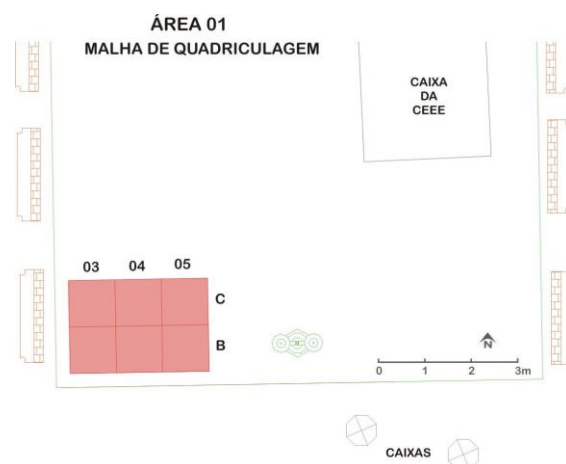 ÁREA 01
MALHA DE QUADRICULAGEM
CAIXA
DA
CEEE
03 04 05
C
B
N
0 1 2 3m
CAIXAS